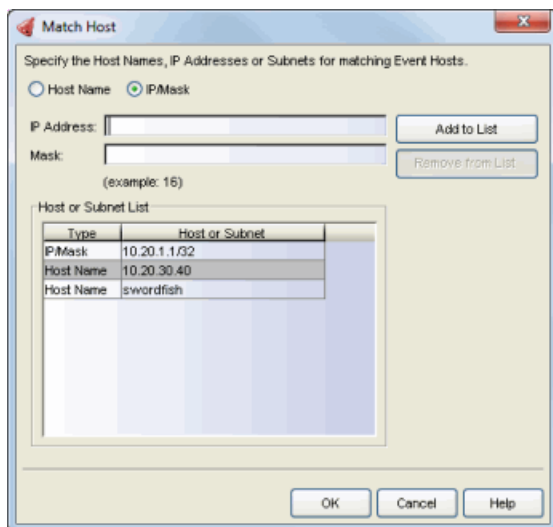 Match Host
Specify the Host Names, IP Addresses or Subnets for matching Event Hosts.
Host Name IP/Mask
IP Address: Add to List
Mask: Remove from List
(example: 16)
Host or Subnet List
Type Host or Subnet
IP/Mask 10.20.1.1/32
Host Name 10.20.30.40
Host Name swordfish
OK Cancel Help